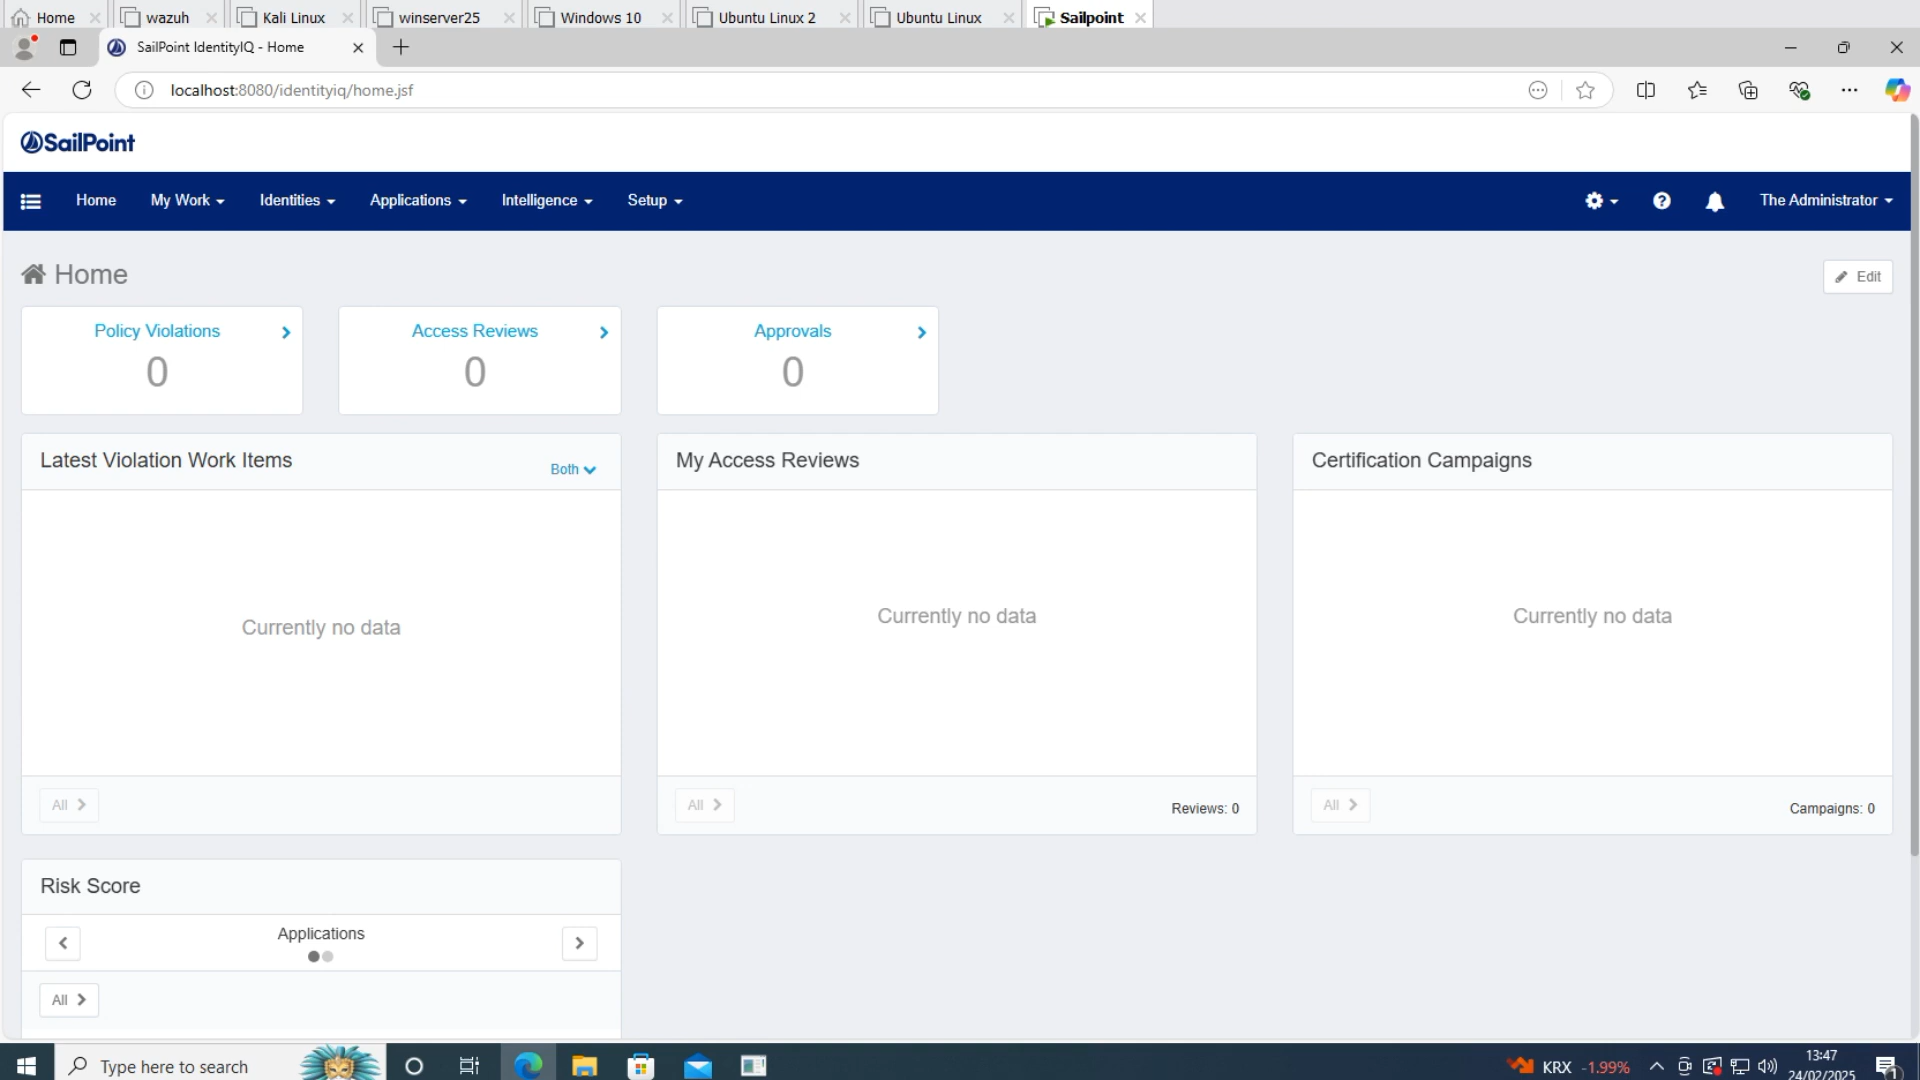 Home wazuh Kali Linux winserver25 Windows 10 Ubuntu Linux 2 Ubuntu Linux Sailpoint
SailPoint IdentityIQ - Home
localhost:8080/identityiq/home.jsf
SailPoint
Home My Work Identities Applications Intelligence Setup The Administrator
Home
Edit
Policy Violations
0
Access Reviews
0
Approvals
0
Latest Violation Work Items
Both
Currently no data
All
My Access Reviews
Currently no data
All
Reviews: 0
Certification Campaigns
Currently no data
All
Campaigns: 0
Risk Score
Applications
All
Type here to search
KRX -1.99%
13:47
24/02/2025
1